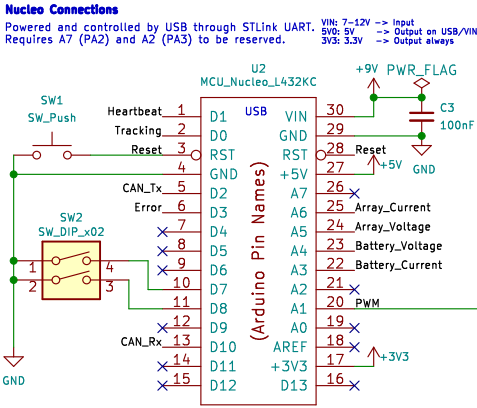 Nucleo Connections
Powered and controlled by USB through STLink UART.
Requires A7 (PA2) and A2 (PA3) to be reserved.
VIN: 7-12V -> Input
5V0: 5V -> Output on USB/VIN
3V3: 3.3V -> Output always
U2
MCU_Nucleo_L432KC
+9V
PWR_FLAG
SW1
SW_Push
C3
100nF
GND
USB
(Arduino Pin Names)
Heartbeat 1 D1
Tracking 2 D0
Reset 3 RST
4 GND
CAN_Tx 5 D2
Error 6 D3
7 D4
8 D5
9 D6
10 D7
11 D8
12 D9
CAN_Rx 13 D10
14 D11
15 D12
VIN 30
GND 29
RST 28 Reset
+5V 27 +5V
A7 26
A6 25 Array_Current
A5 24 Array_Voltage
A4 23 Battery_Voltage
A3 22 Battery_Current
A2 21
A1 20 PWM
A0 19
AREF 18
+3V3 17 +3V3
D13 16
SW2
SW_DIP_x02
1 4
2 3
GND